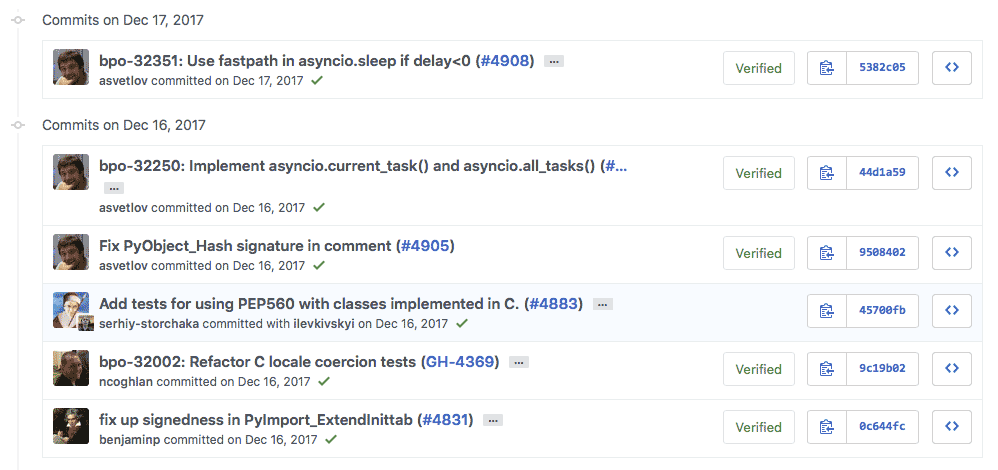 Commits on Dec 17, 2017
bpo-32351: Use fastpath in asyncio.sleep if delay<0 (#4908) …
asvetlov committed on Dec 17, 2017
Verified
5382c05
Commits on Dec 16, 2017
bpo-32250: Implement asyncio.current_task() and asyncio.all_tasks() (#…
…
asvetlov committed on Dec 16, 2017
Verified
44d1a59
Fix PyObject_Hash signature in comment (#4905)
asvetlov committed on Dec 16, 2017
Verified
9508402
Add tests for using PEP560 with classes implemented in C. (#4883) …
serhiy-storchaka committed with ilevkivskyi on Dec 16, 2017
45700fb
bpo-32002: Refactor C locale coercion tests (GH-4369) …
ncoghlan committed on Dec 16, 2017
Verified
9c19b02
fix up signedness in PyImport_ExtendInittab (#4831) …
benjaminp committed on Dec 16, 2017
Verified
0c644fc